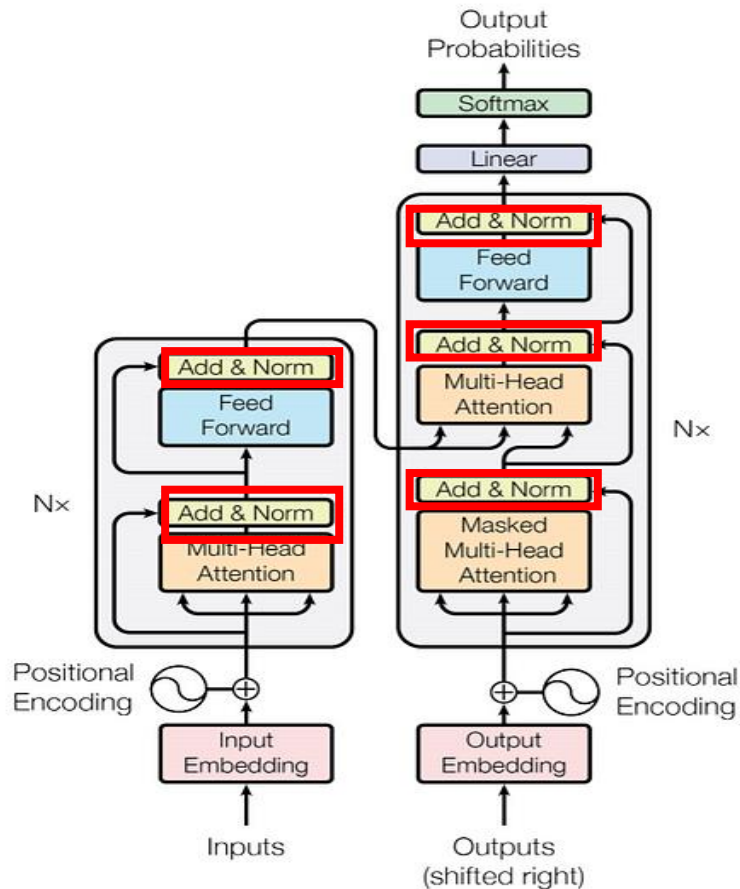 Output
Probabilities
Softmax
Linear
Add & Norm
Feed
Forward
Add & Norm
Multi-Head
Attention
Add & Norm
Masked
Multi-Head
Attention
Nx
Add & Norm
Feed
Forward
Add & Norm
Multi-Head
Attention
Nx
Positional
Encoding
Positional
Encoding
Input
Embedding
Output
Embedding
Inputs
Outputs
(shifted right)